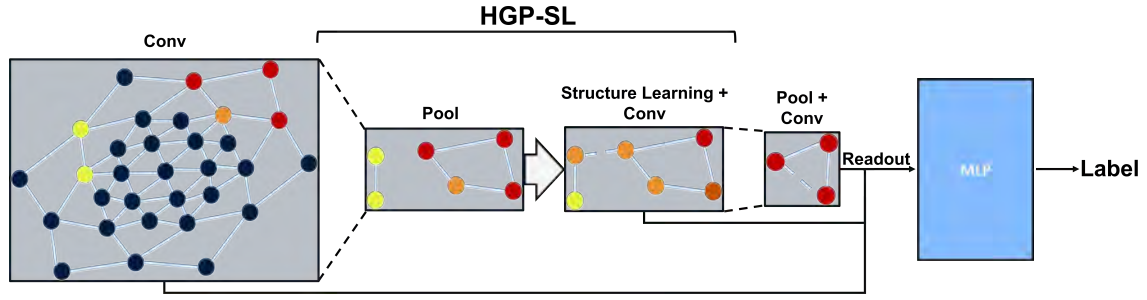 HGP-SL
Conv
Pool
Structure Learning +
Conv
Pool +
Conv
Readout
MLP
Label